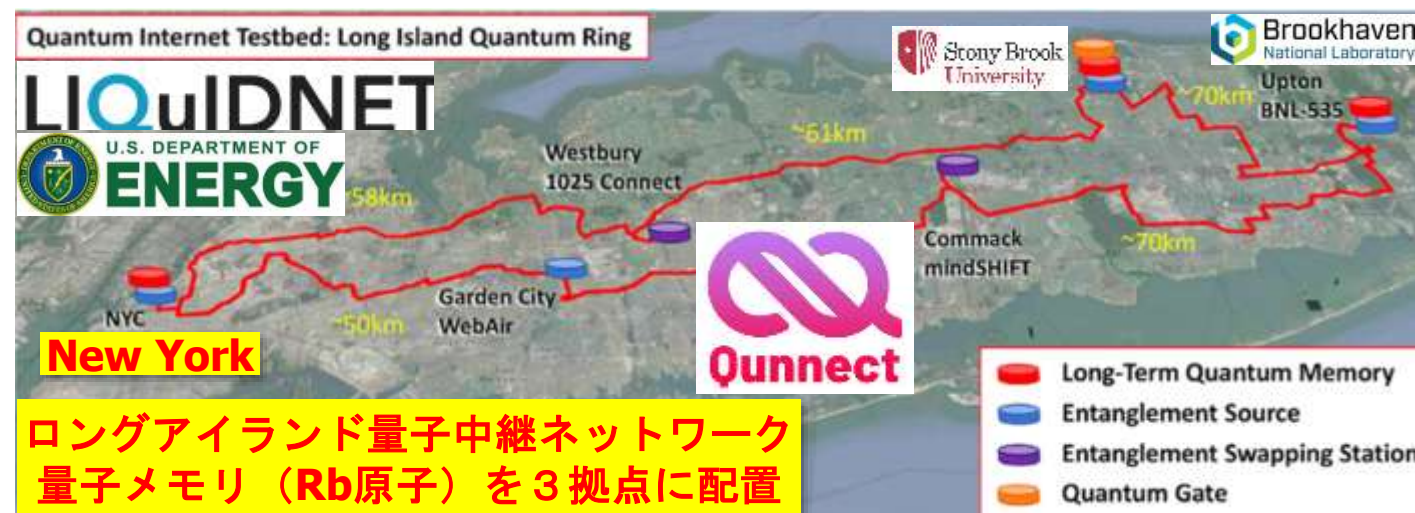 Quantum Internet Testbed: Long Island Quantum Ring
LIQuIDNET
U.S. DEPARTMENT OF
ENERGY
Stony Brook
University
Brookhaven
National Laboratory
Upton
BNL-535
~70km
~61km
Westbury
1025 Connect
~58km
Commack
mindSHIFT
~70km
Garden City
WebAir
NYC
~50km
New York
Qunnect
ロングアイランド量子中継ネットワーク
量子メモリ（Rb原子）を３拠点に配置
Long-Term Quantum Memory
Entanglement Source
Entanglement Swapping Station
Quantum Gate